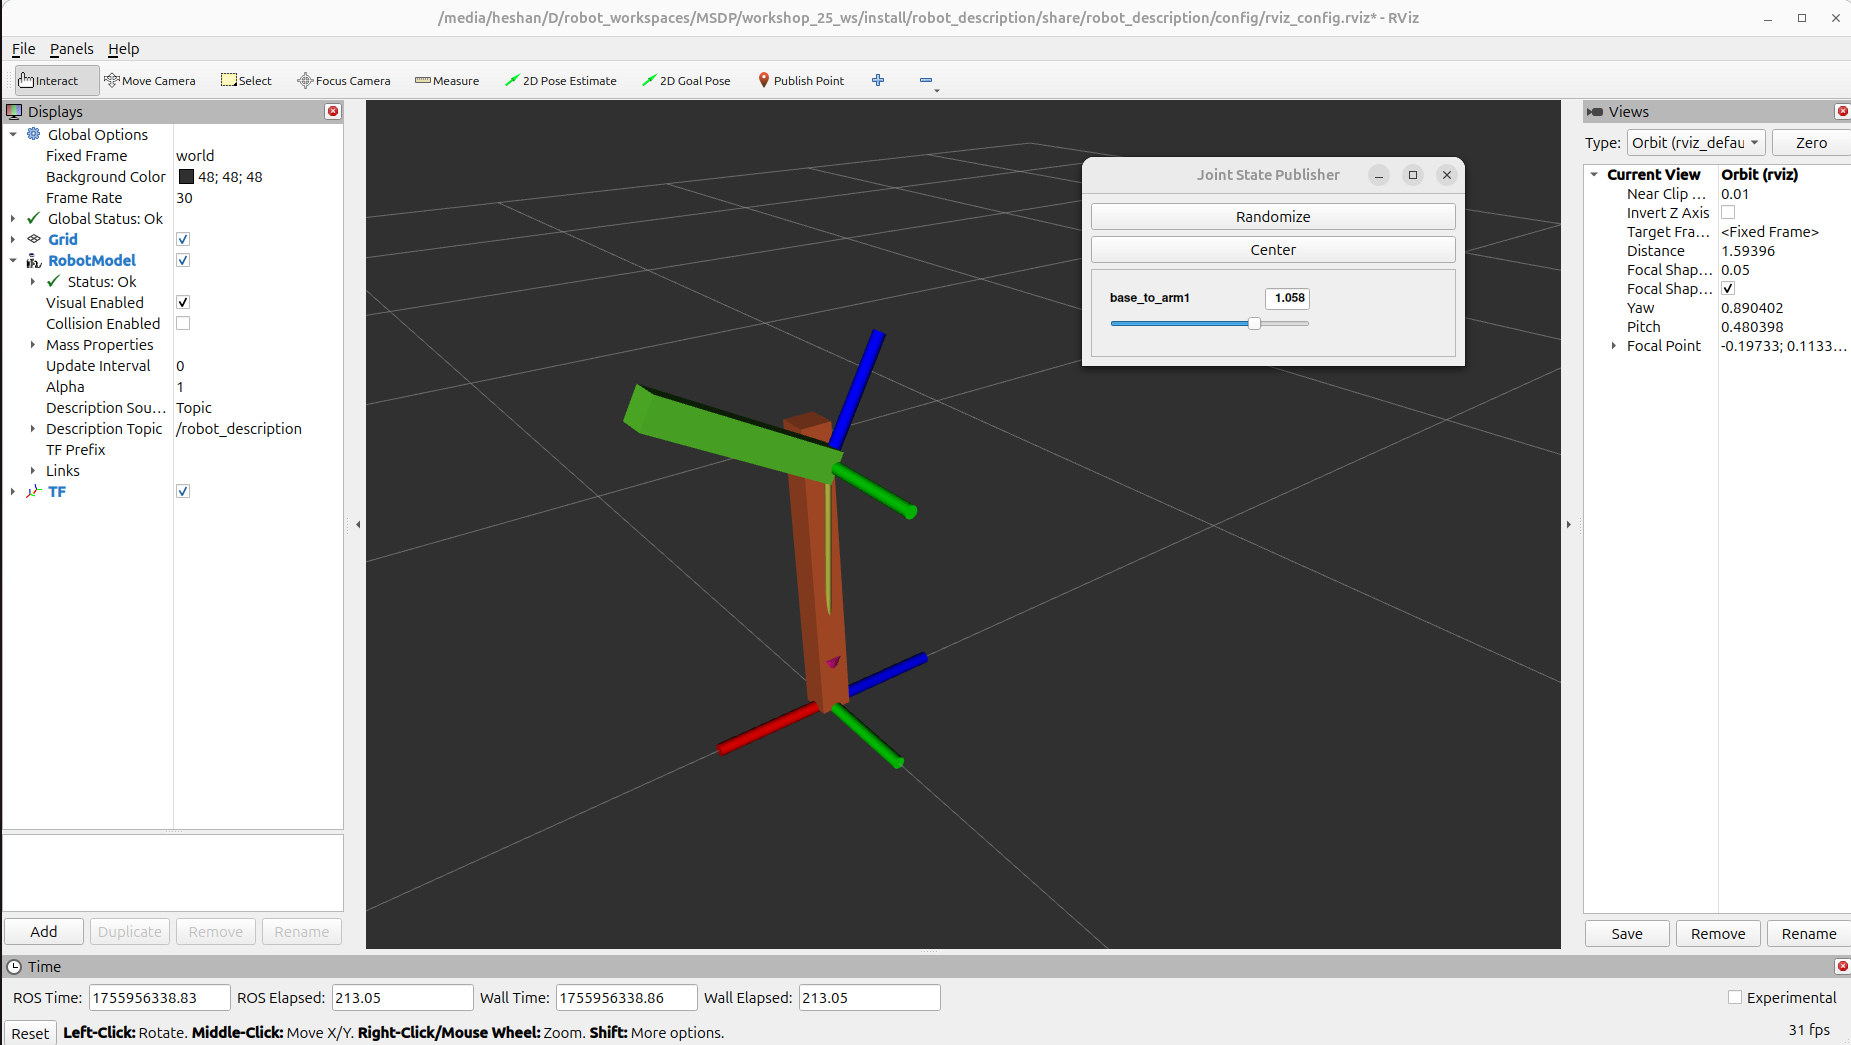 /media/heshan/D/robot_workspaces/MSDP/workshop_25_ws/install/robot_description/share/robot_description/config/rviz_config.rviz* - RViz
File Panels Help
Interact Move Camera Select Focus Camera Measure 2D Pose Estimate 2D Goal Pose Publish Point
Displays
Global Options
Fixed Frame world
Background Color 48; 48; 48
Frame Rate 30
Global Status: Ok
Grid
RobotModel
Status: Ok
Visual Enabled
Collision Enabled
Mass Properties
Update Interval 0
Alpha 1
Description Sou... Topic
Description Topic /robot_description
TF Prefix
Links
TF
Add Duplicate Remove Rename
Joint State Publisher
Randomize
Center
base_to_arm1 1.058
Views
Type: Orbit (rviz_defau Zero
Current View Orbit (rviz)
Near Clip ... 0.01
Invert Z Axis
Target Fra... <Fixed Frame>
Distance 1.59396
Focal Shap... 0.05
Focal Shap...
Yaw 0.890402
Pitch 0.480398
Focal Point -0.19733; 0.1133...
Save Remove Rename
Time
ROS Time: 1755956338.83 ROS Elapsed: 213.05 Wall Time: 1755956338.86 Wall Elapsed: 213.05 Experimental
Reset Left-Click: Rotate. Middle-Click: Move X/Y. Right-Click/Mouse Wheel: Zoom. Shift: More options. 31 fps